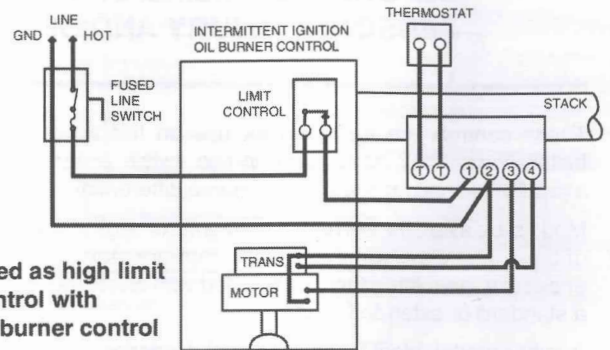 LINE
GND
HOT
FUSED
LINE
SWITCH
INTERMITTENT IGNITION
OIL BURNER CONTROL
LIMIT
CONTROL
THERMOSTAT
STACK
T T 1 2 3 4
TRANS
MOTOR
ed as high limit
ntrol with
burner control